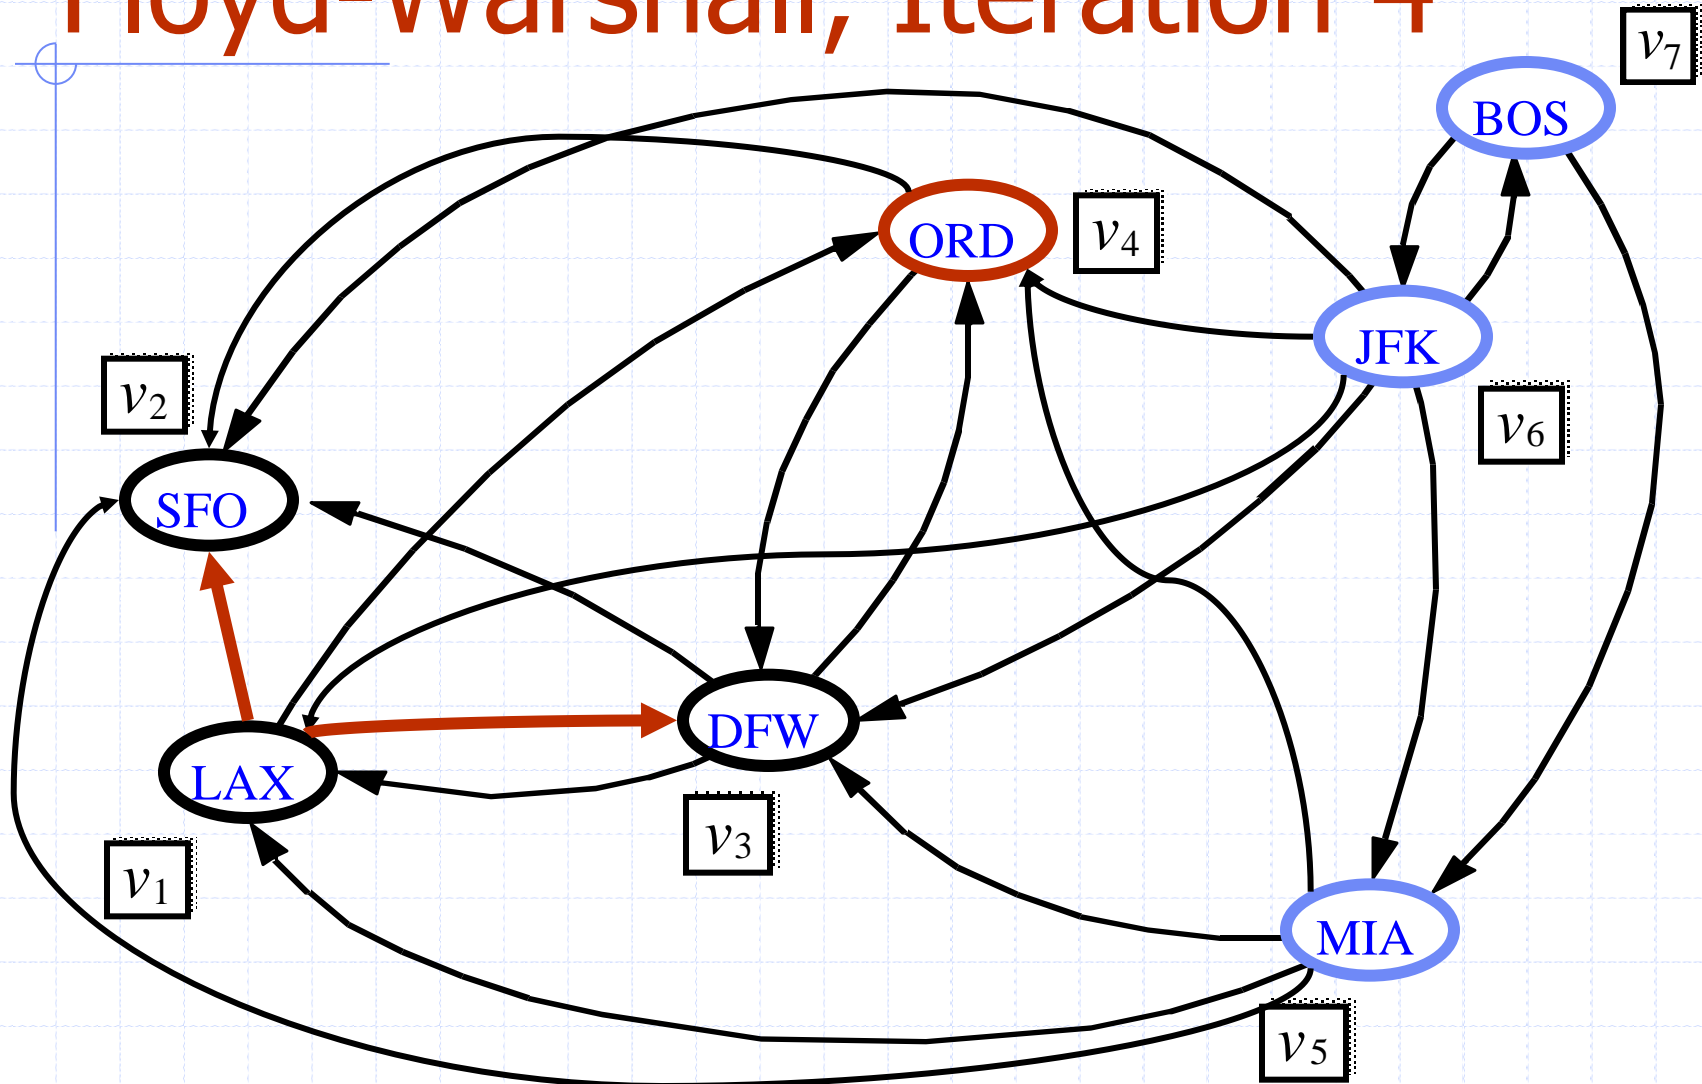 Floyd-Warshall, Iteration 4
v7
BOS
ORD
v4
JFK
v2
v6
SFO
DFW
LAX
v3
v1
MIA
v5